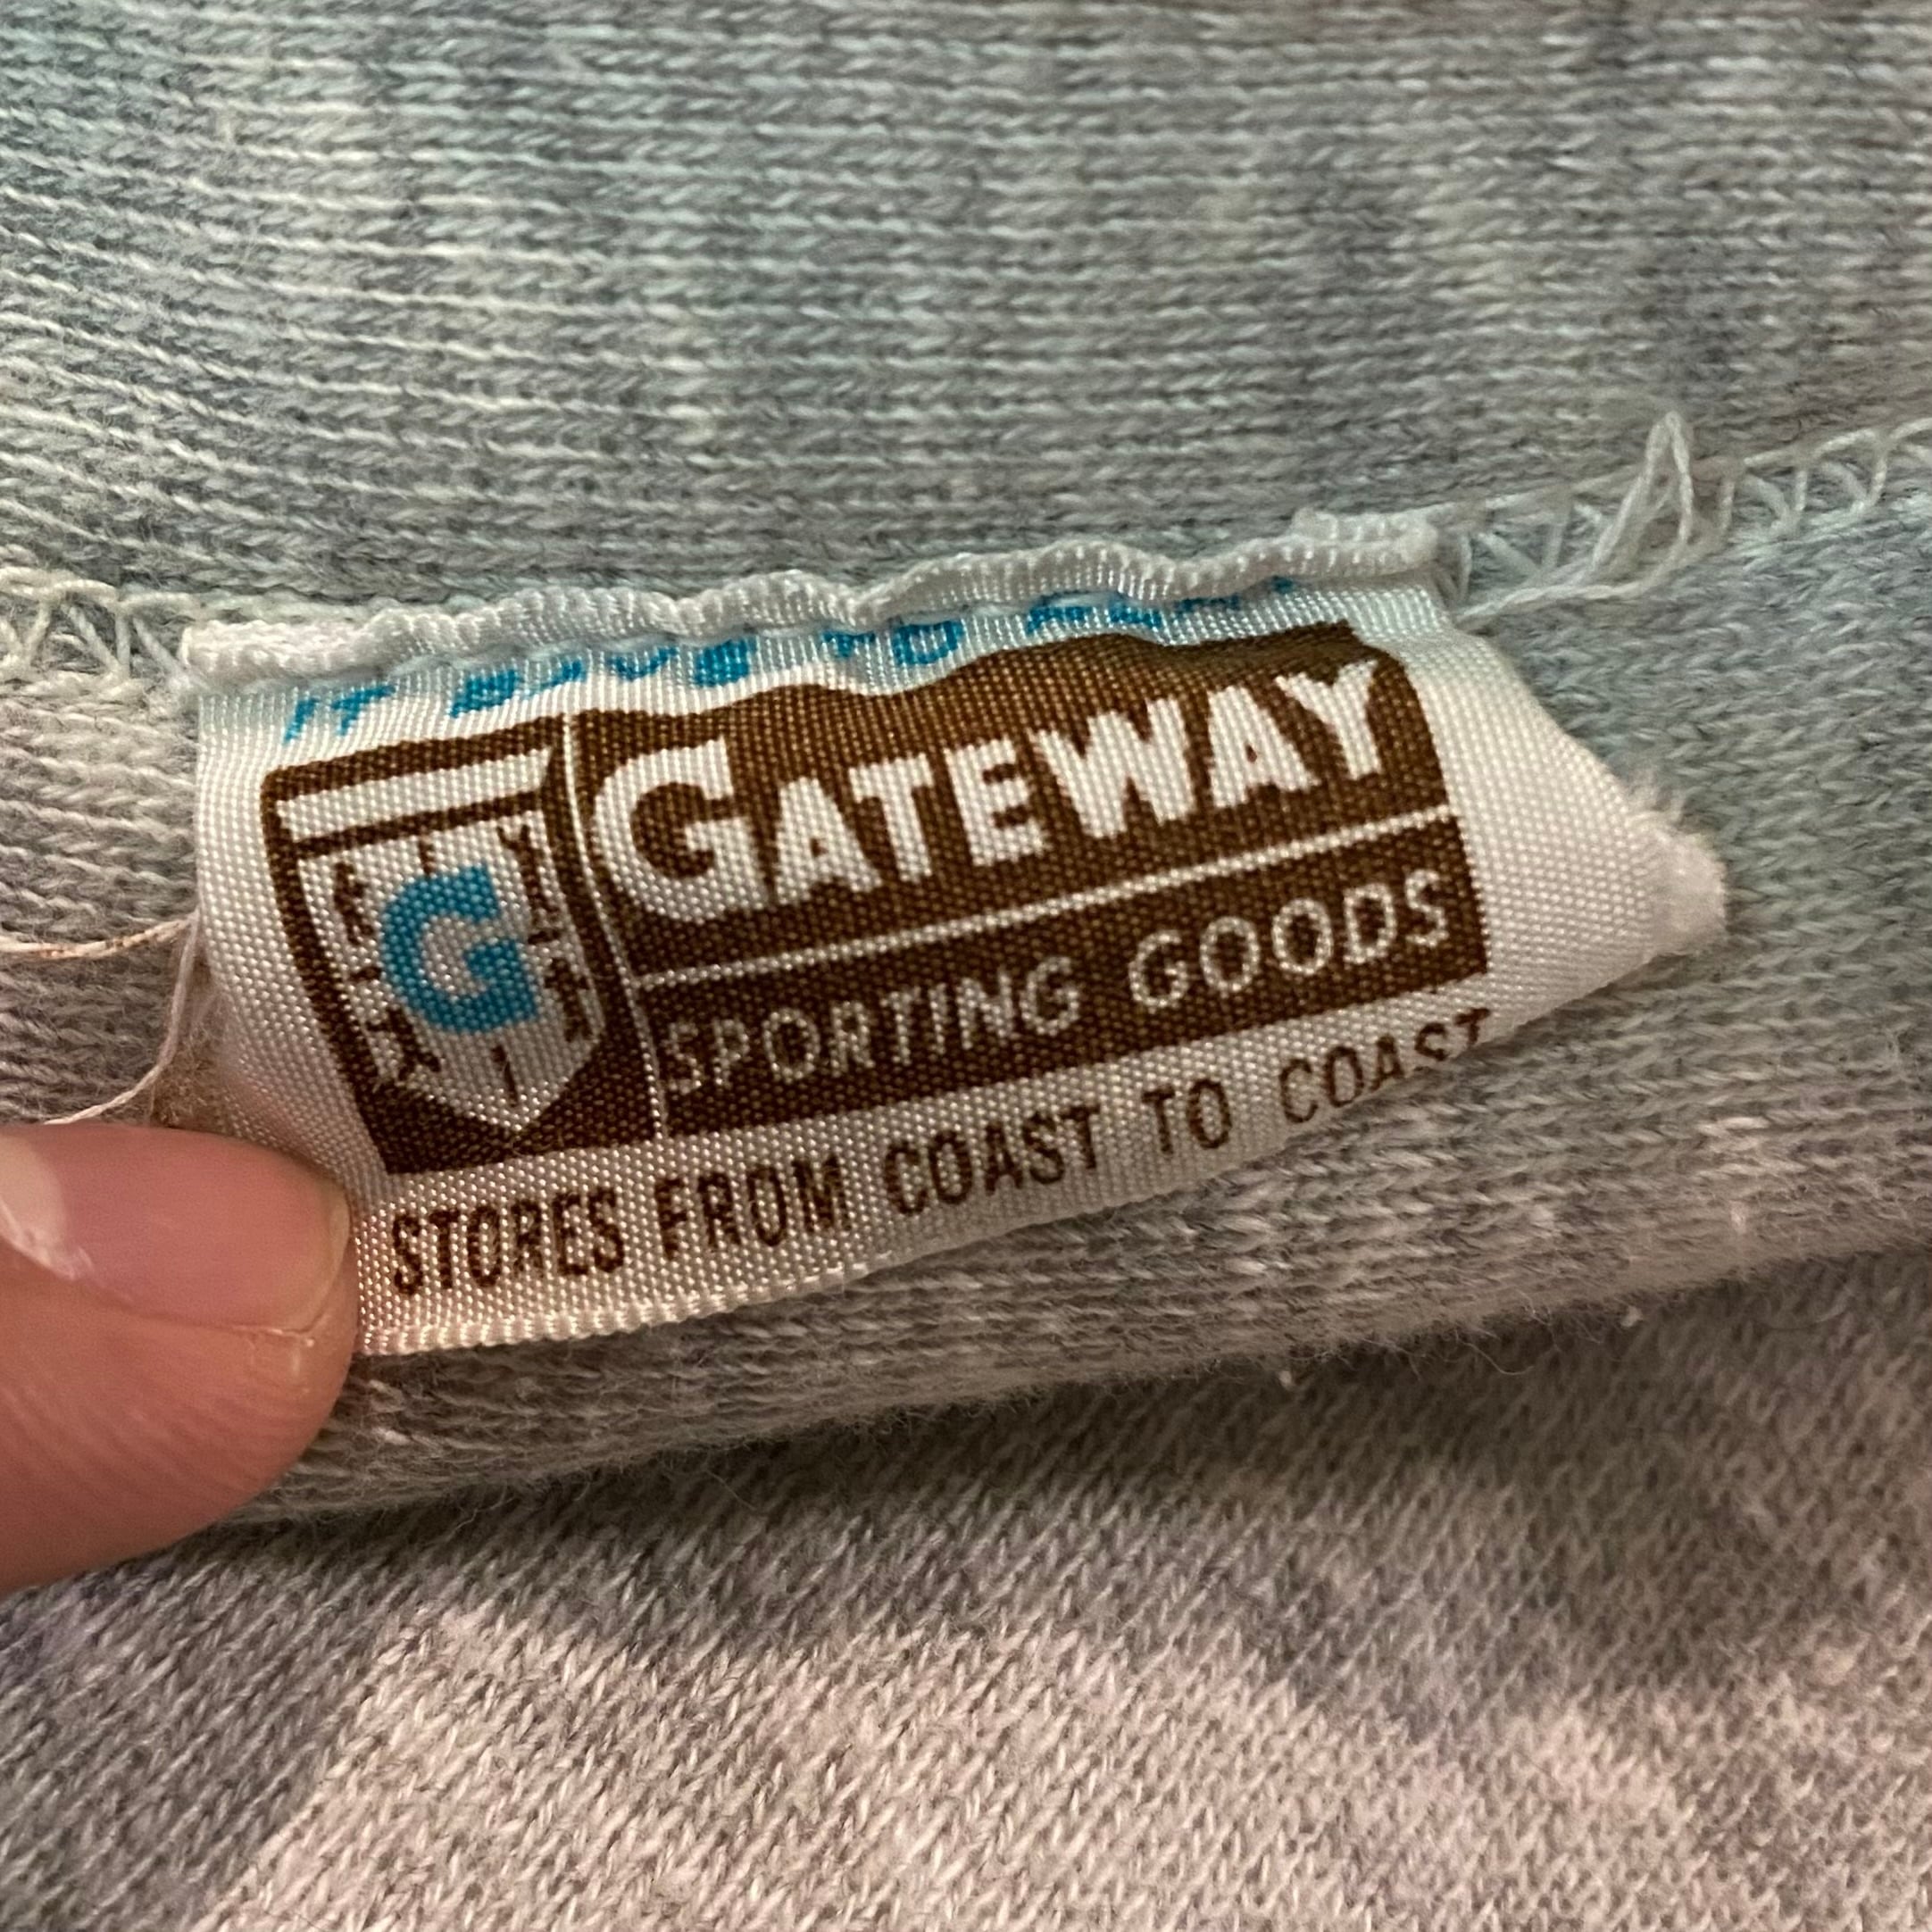 GATEWAY
G
SPORTING GOODS
STORES FROM COAST TO COAST